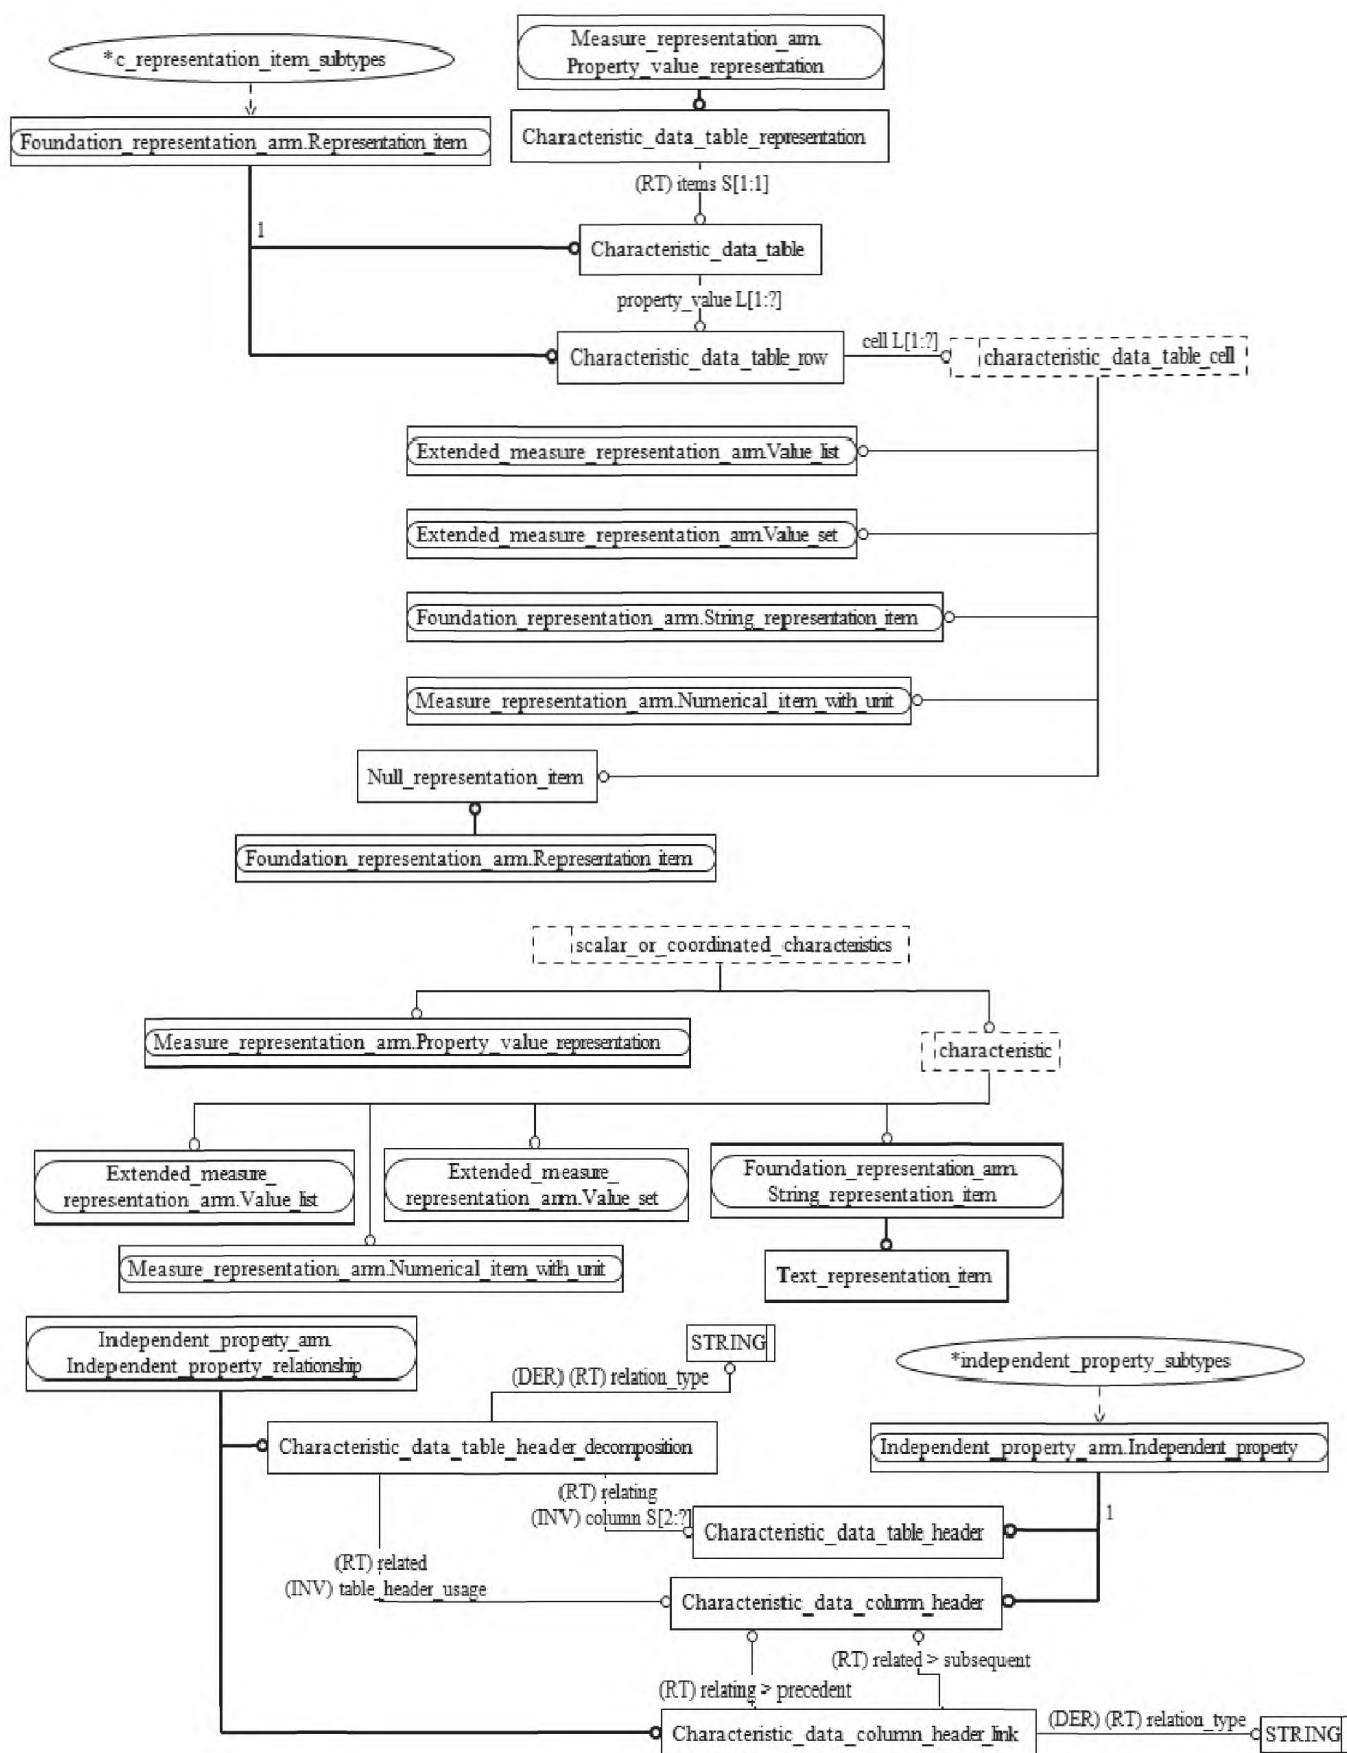 *c_representation_item_subtypes
Measure_representation_arm.
Property_value_representation
Foundation_representation_arm.Representation_item
Characteristic_data_table_representation
(RT) items S[1:1]
1
Characteristic_data_table
property_value L[1:?]
Characteristic_data_table_row
cell L[1:?]
characteristic_data_table_cell
Extended_measure_representation_arm.Value_list
Extended_measure_representation_arm.Value_set
Foundation_representation_arm.String_representation_item
Measure_representation_arm.Numerical_item_with_unit
Null_representation_item
Foundation_representation_arm.Representation_item
scalar_or_coordinated_characteristics
Measure_representation_arm.Property_value_representation
characteristic
Extended_measure_
representation_arm.Value_list
Extended_measure_
representation_arm.Value_set
Foundation_representation_arm.
String_representation_item
Measure_representation_arm.Numerical_item_with_unit
Text_representation_item
Independent_property_arm.
Independent_property_relationship
STRING
*independent_property_subtypes
(DER) (RT) relation_type
Characteristic_data_table_header_decomposition
Independent_property_arm.Independent_property
(RT) relating
(INV) column S[2:?]
1
Characteristic_data_table_header
(RT) related
(INV) table_header_usage
Characteristic_data_column_header
(RT) related > subsequent
(RT) relating > precedent
Characteristic_data_column_header_link
(DER) (RT) relation_type
STRING